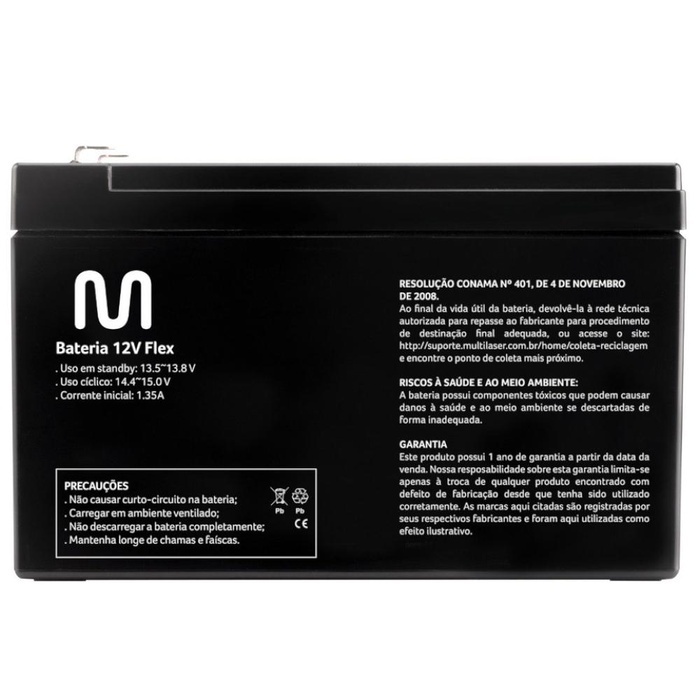 M
Bateria 12V Flex
. Uso em standby: 13.5~13.8 V
. Uso cíclico: 14.4~15.0 V
. Corrente inicial: 1.35A
PRECAUÇÕES
. Não causar curto-circuito na bateria;
. Carregar em ambiente ventilado;
. Não descarregar a bateria completamente;
. Mantenha longe de chamas e faíscas.
Pb Pb
CE
RESOLUÇÃO CONAMA Nº 401, DE 4 DE NOVEMBRO
DE 2008.
Ao final da vida útil da bateria, devolvê-la à rede técnica
autorizada para repasse ao fabricante para procedimento
de destinação final adequada, ou acesse o site:
http://suporte.multilaser.com.br/home/coleta-reciclagem
e encontre o ponto de coleta mais próximo.
RISCOS À SAÚDE E AO MEIO AMBIENTE:
A bateria possui componentes tóxicos que podem causar
danos à saúde e ao meio ambiente se descartadas de
forma inadequada.
GARANTIA
Este produto possui 1 ano de garantia a partir da data da
venda. Nossa resposabilidade sobre esta garantia limita-se
apenas à troca de qualquer produto encontrado com
defeito de fabricação desde que tenha sido utilizado
corretamente. As marcas aqui citadas são registradas por
seus respectivos fabricantes e foram aqui utilizadas como
efeito ilustrativo.